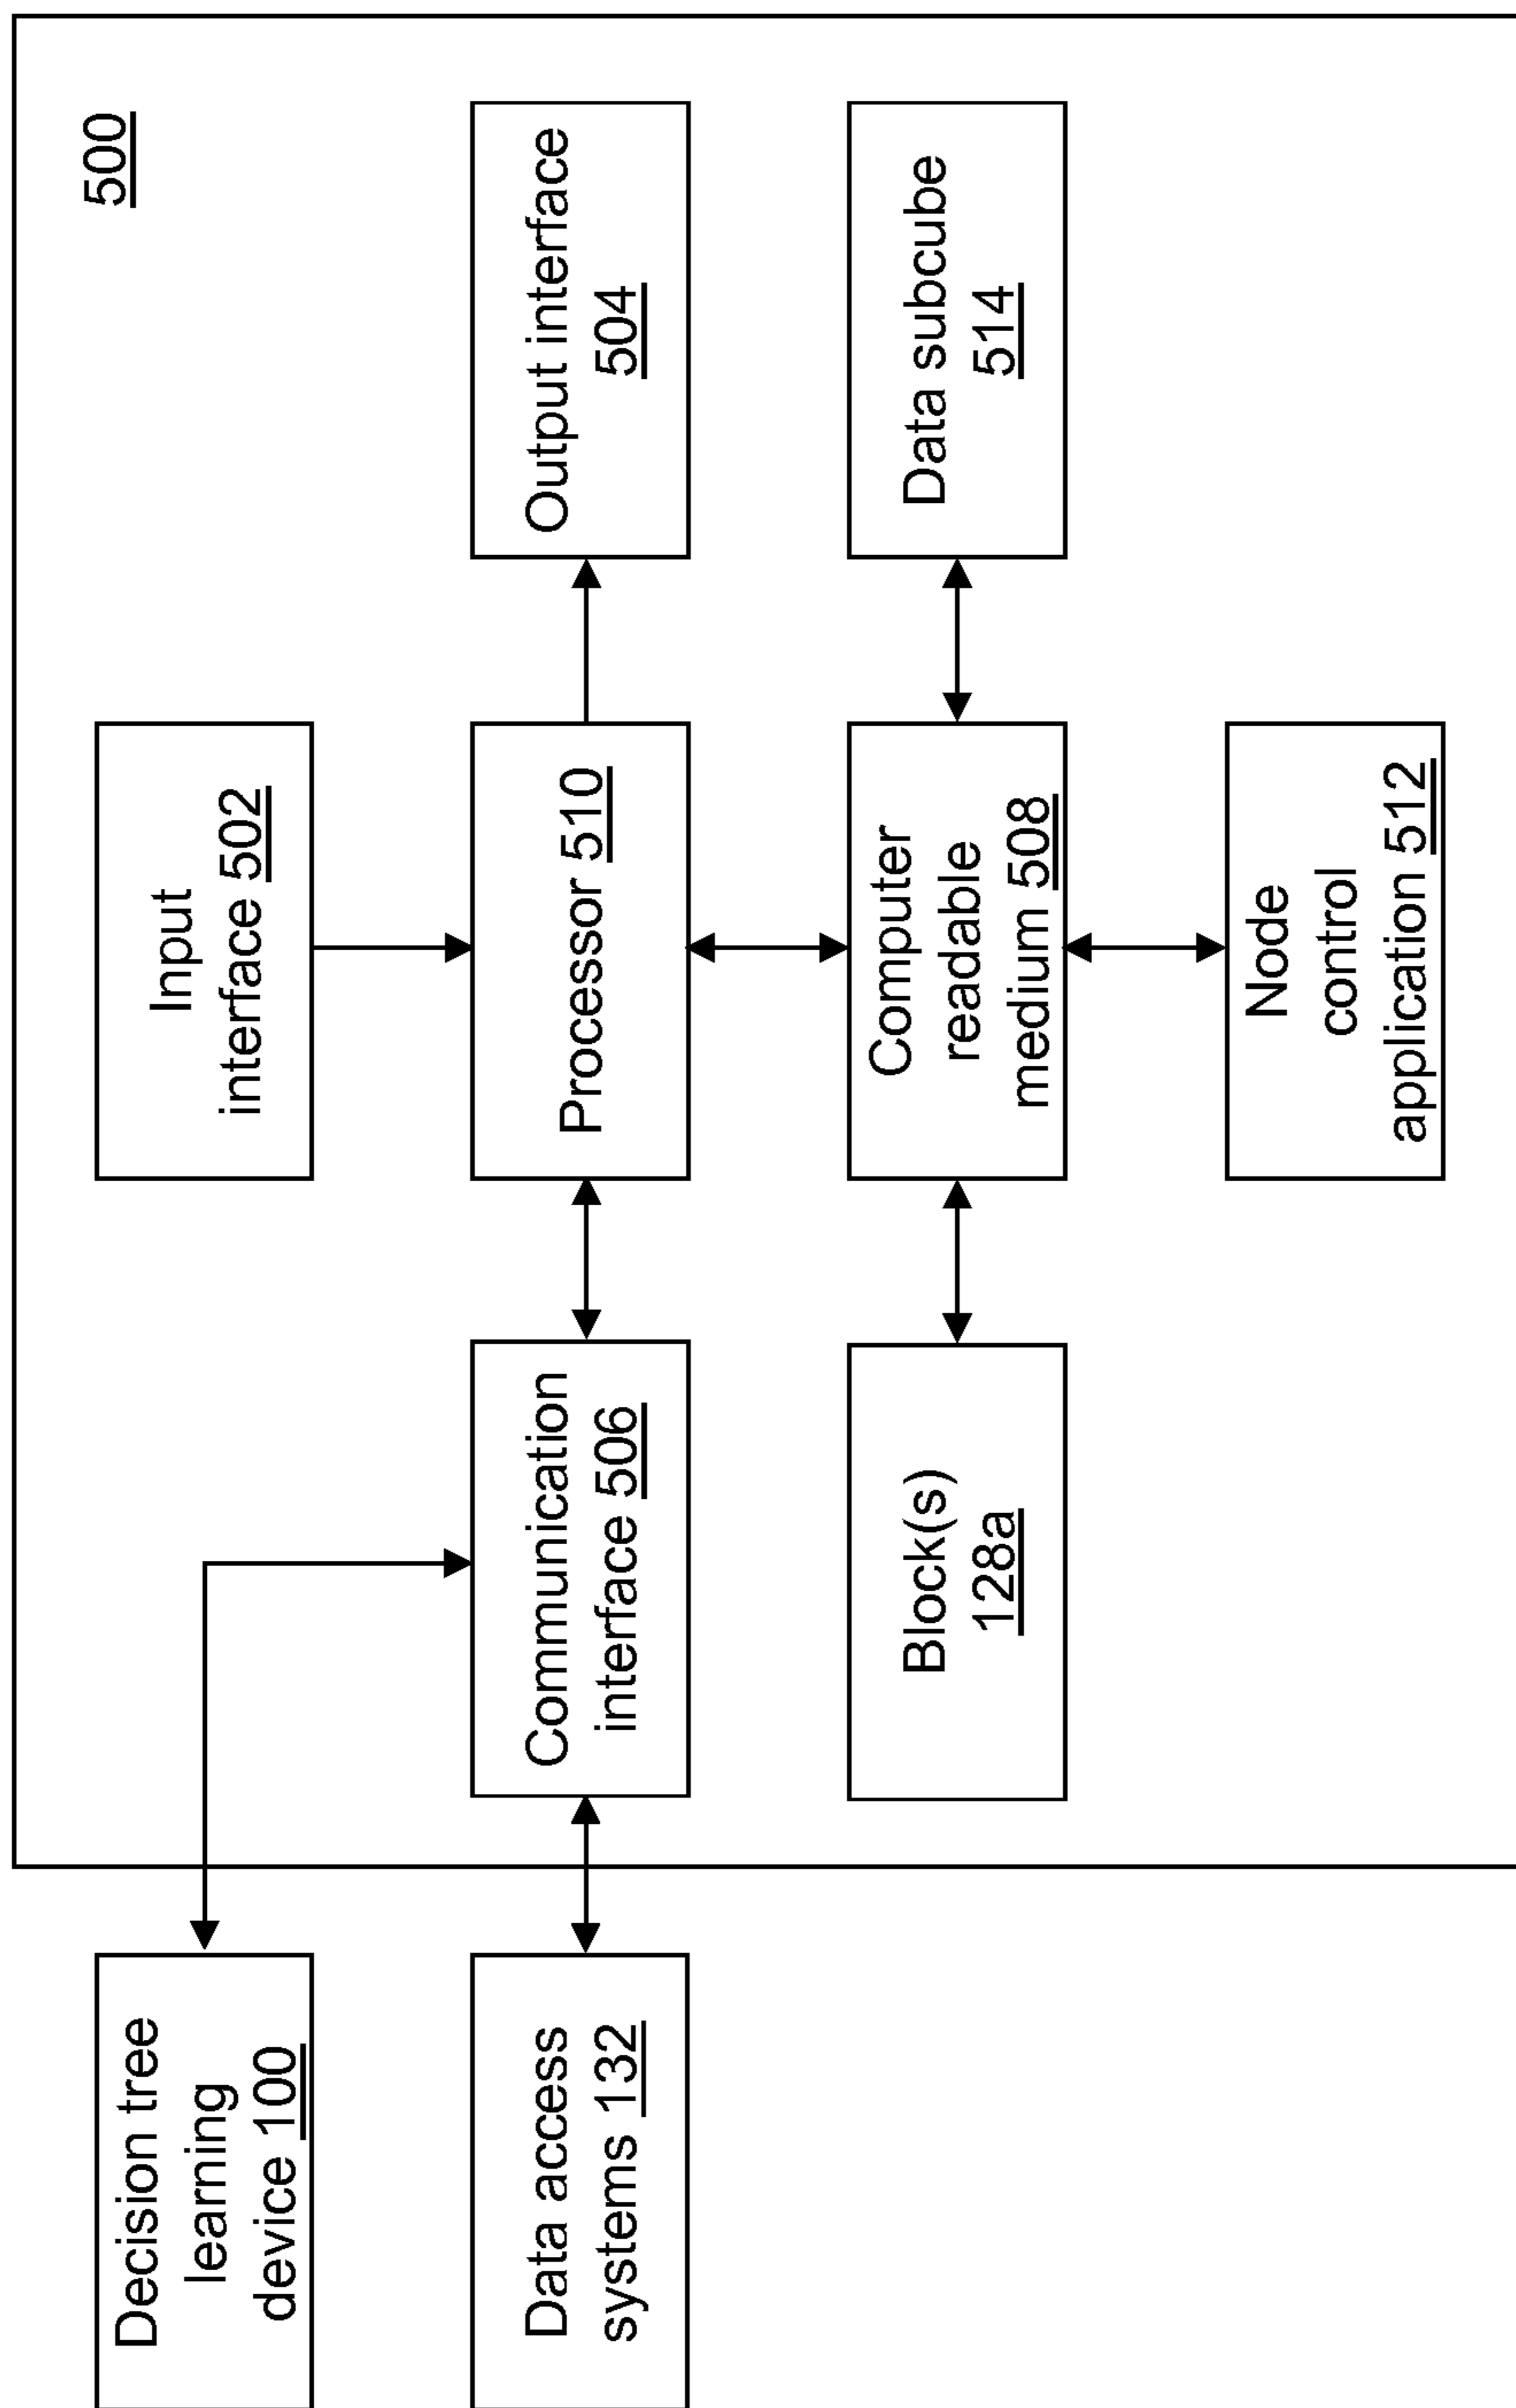 500
Input
interface 502
Decision tree
learning
device 100
Communication
interface 506
Processor 510
Output interface
504
Data access
systems 132
Block(s)
128a
Computer
readable
medium 508
Data subcube
514
Node
control
application 512